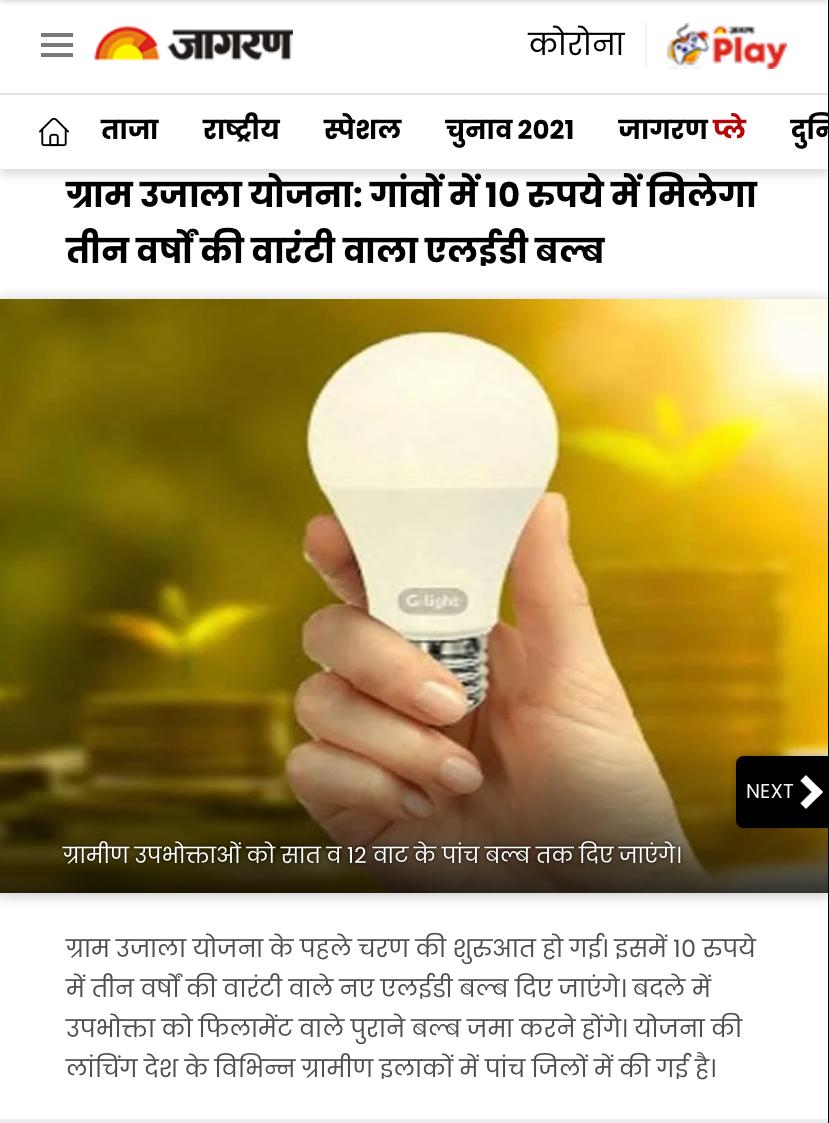 जागरण
कोरोना
जागरण Play
ताजा राष्ट्रीय स्पेशल चुनाव 2021 जागरण प्ले
ग्राम उजाला योजना: गांवों में 10 रुपये में मिलेगा
तीन वर्षों की वारंटी वाला एलईडी बल्ब
G-light
NEXT
ग्रामीण उपभोक्ताओं को सात व 12 वाट के पांच बल्ब तक दिए जाएंगे।
ग्राम उजाला योजना के पहले चरण की शुरुआत हो गई। इसमें 10 रुपये
में तीन वर्षों की वारंटी वाले नए एलईडी बल्ब दिए जाएंगे। बदले में
उपभोक्ता को फिलामेंट वाले पुराने बल्ब जमा करने होंगे। योजना की
लांचिंग देश के विभिन्न ग्रामीण इलाकों में पांच जिलों में की गई है।